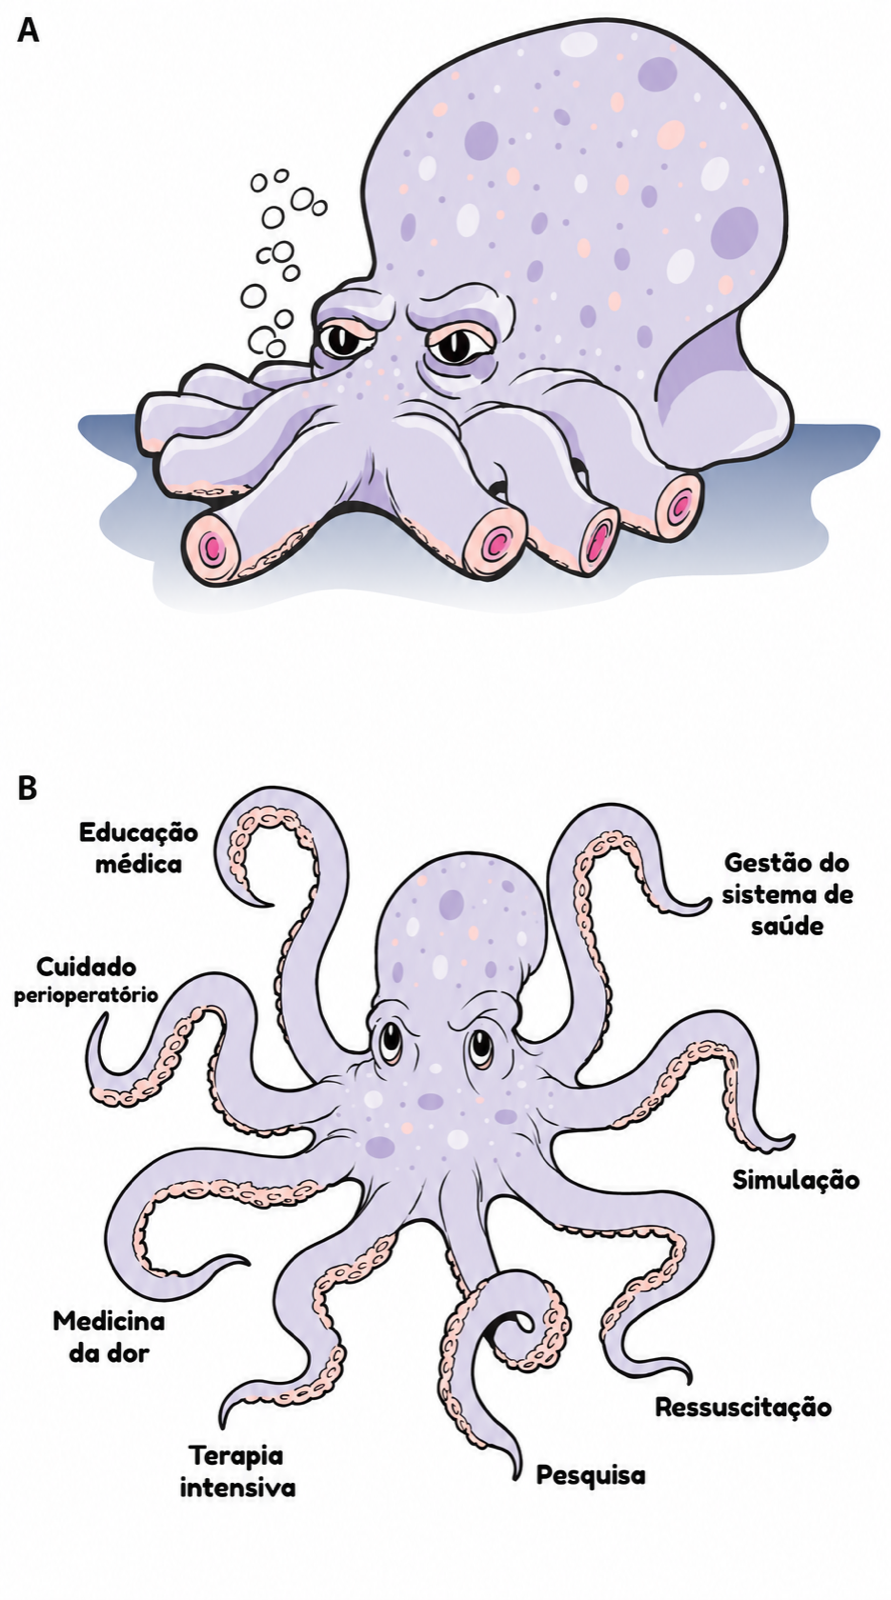 A
B
Educação
médica
Gestão do
sistema de
saúde
Cuidado
perioperatório
Simulação
Medicina
da dor
Ressuscitação
Terapia
intensiva
Pesquisa